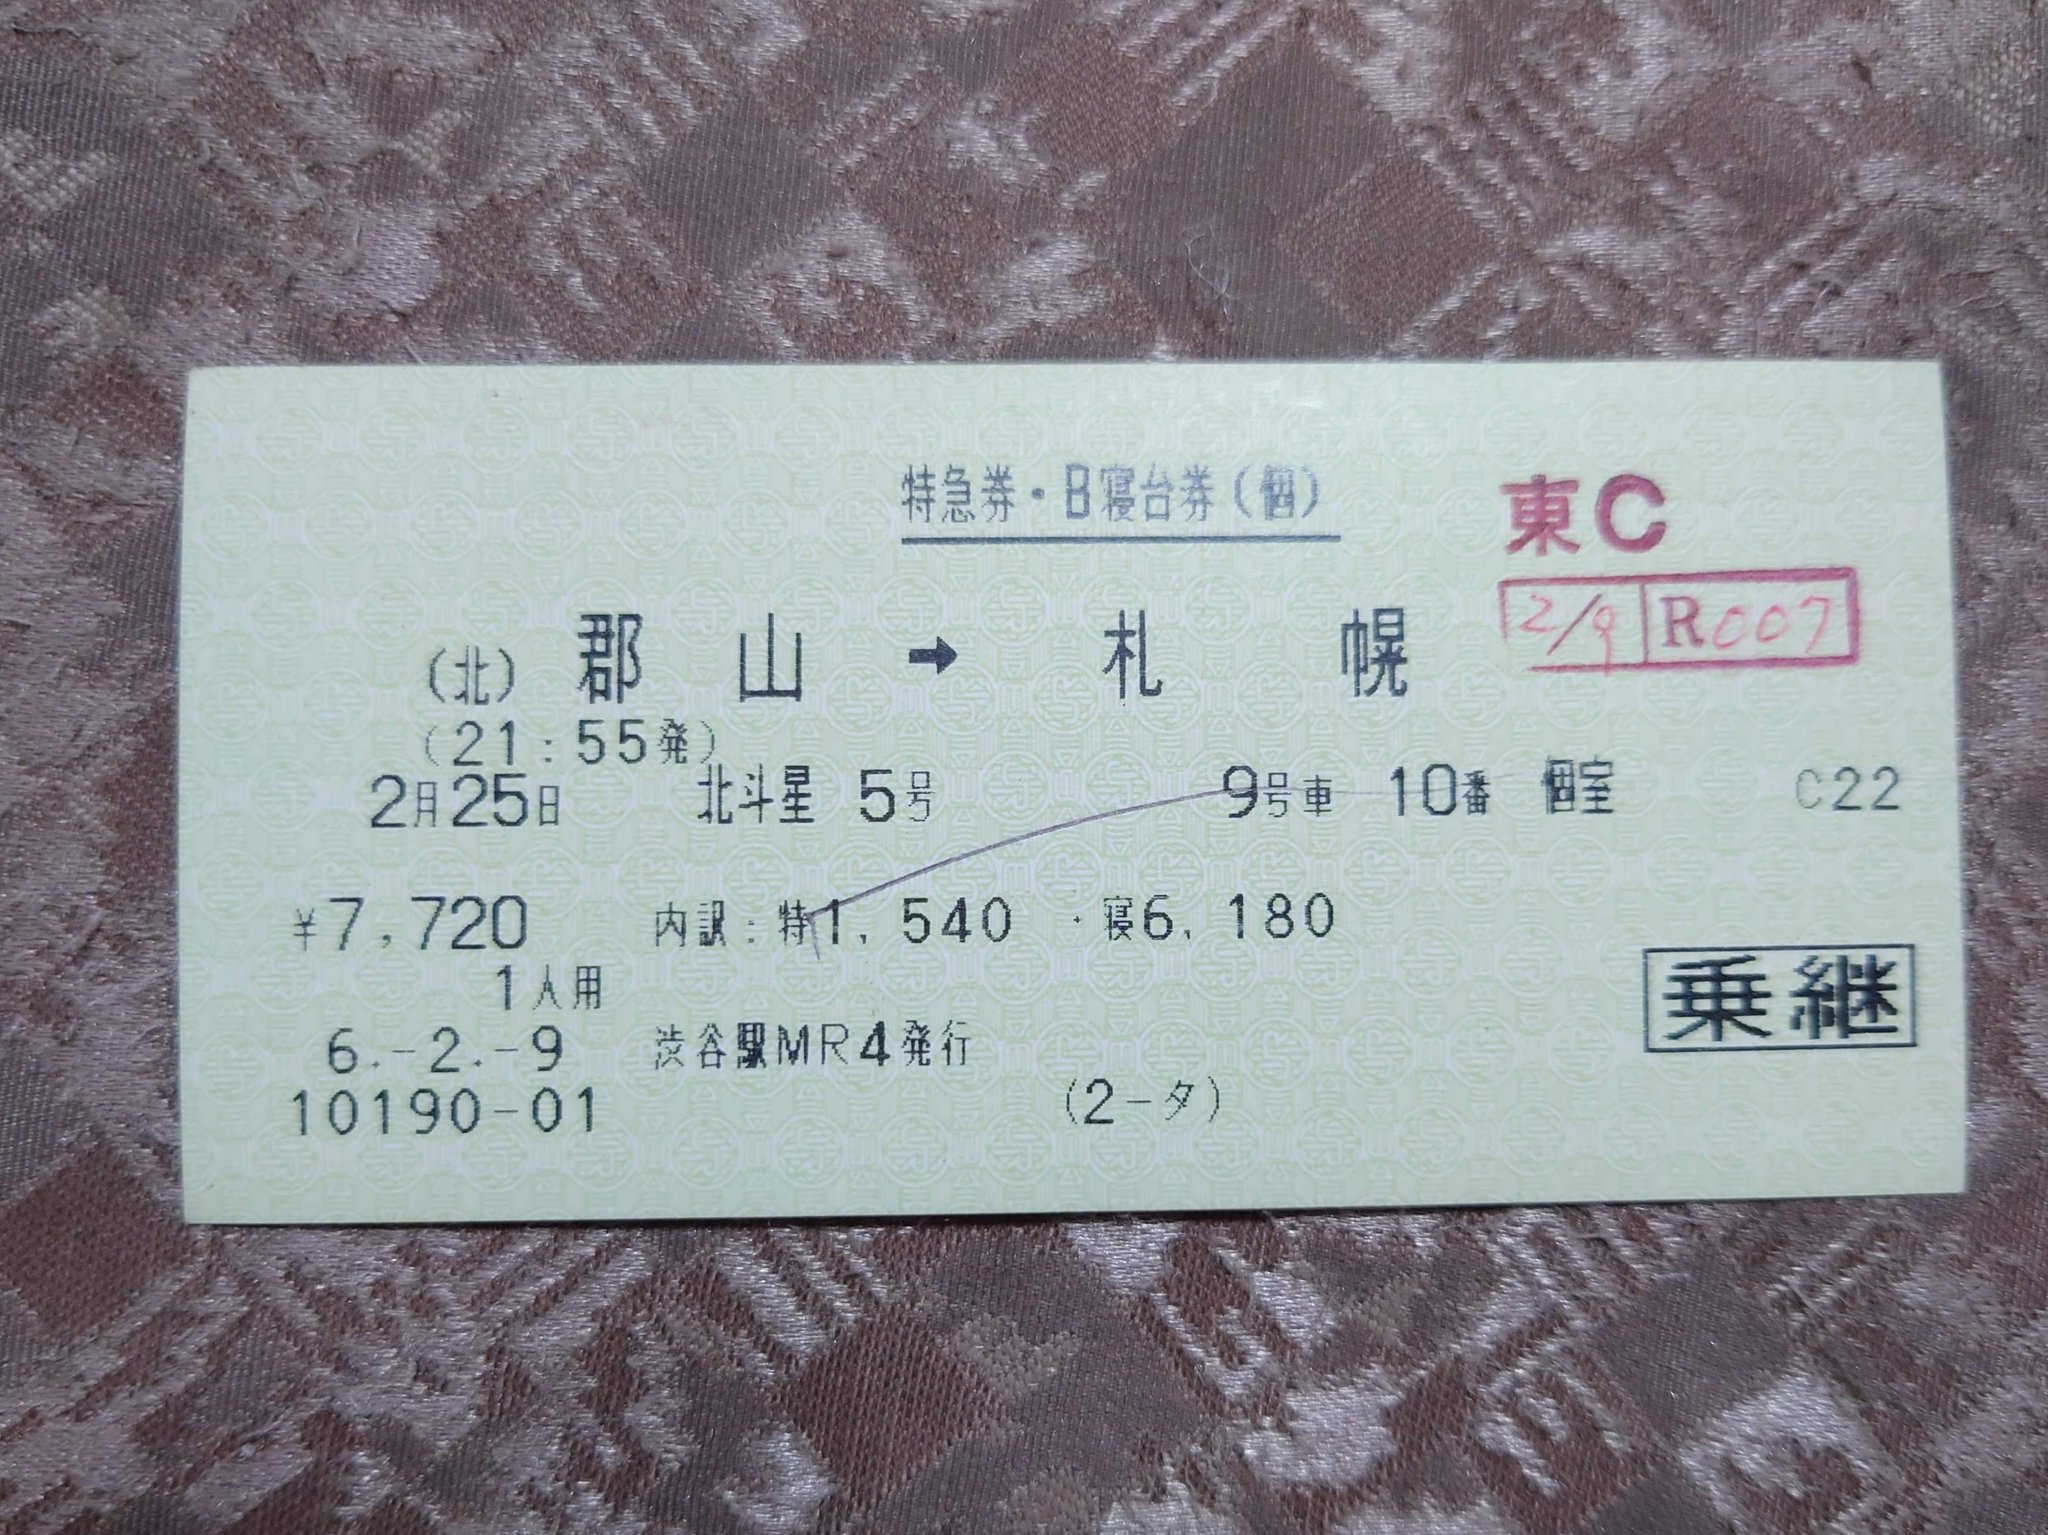 特急券・B寝台券(個)
東C
2/9 R007
(北) 郡山 → 札幌
(21:55発)
2月25日 北斗星 5号 9号車 10番 個室 C22
¥7,720 内訳:特1,540・寝6,180
1人用
乗継
6.-2.-9 渋谷駅MR4発行
10190-01 (2-タ)